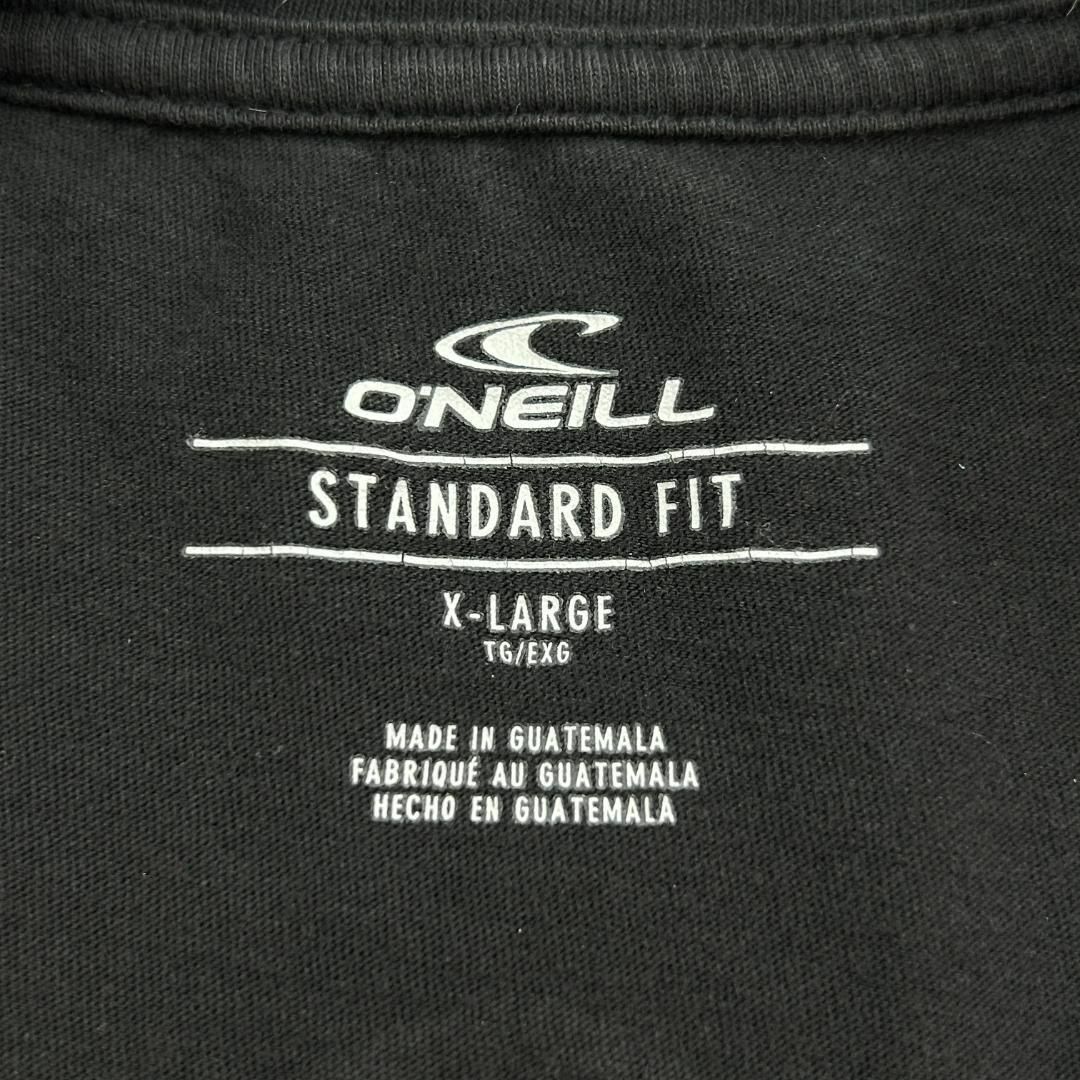 O'NEILL
STANDARD FIT
X-LARGE
TG/EXG
MADE IN GUATEMALA
FABRIQUÉ AU GUATEMALA
HECHO EN GUATEMALA